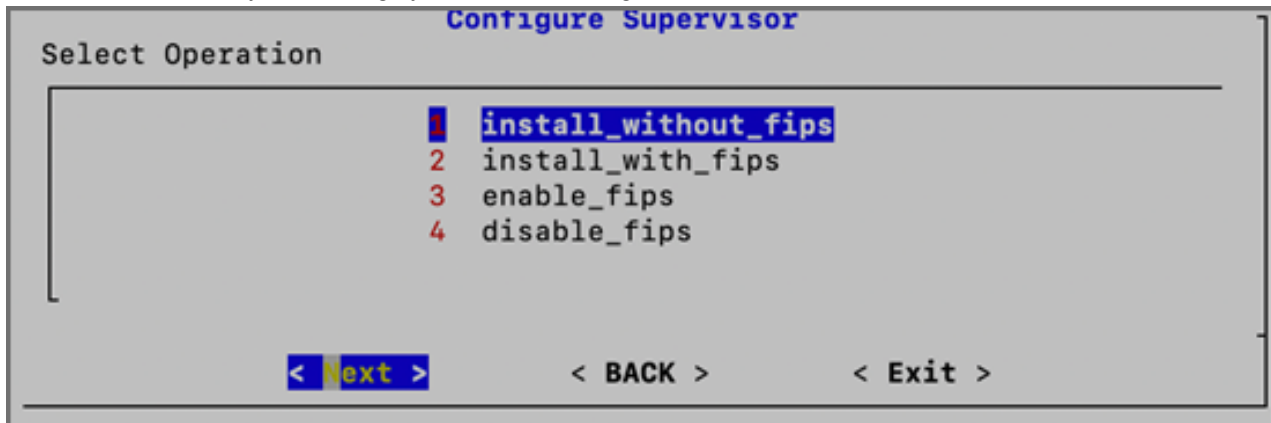 Configure Supervisor
Select Operation
1 install_without_fips
2 install_with_fips
3 enable_fips
4 disable_fips
< Next > < BACK > < Exit >